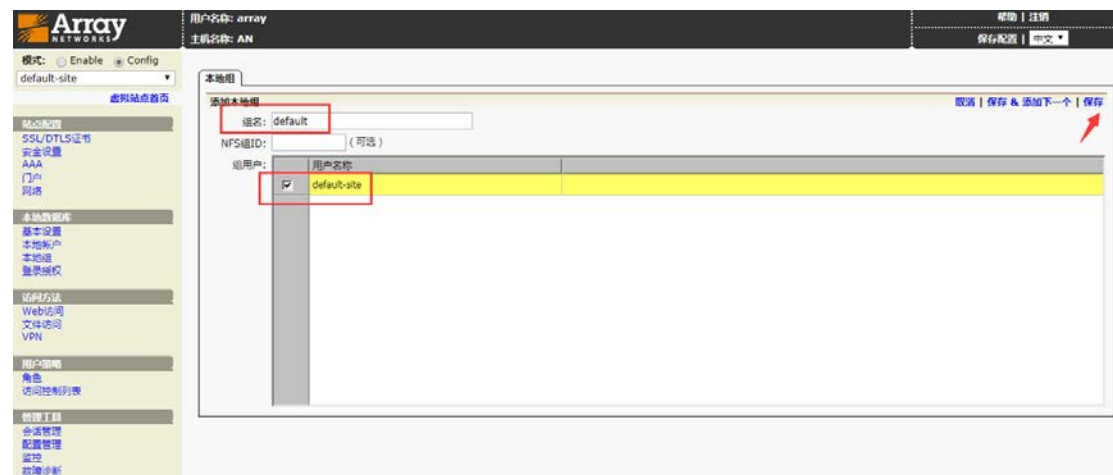 Array
NETWORKS
用户名称: array
主机名称: AN
帮助 | 注销
保存配置 | 中文
模式: Enable Config
default-site
虚拟站点首页
站点配置
SSL/DTLS证书
安全设置
AAA
门户
网络
本地数据库
基本设置
本地帐户
本地组
登录授权
访问方法
Web访问
文件访问
VPN
用户策略
角色
访问控制列表
管理工具
会话管理
配置管理
监控
故障诊断
本地组
添加本地组
取消 | 保存 & 添加下一个 | 保存
组名: default
NFS组ID: (可选)
组用户:
用户名称
default-site